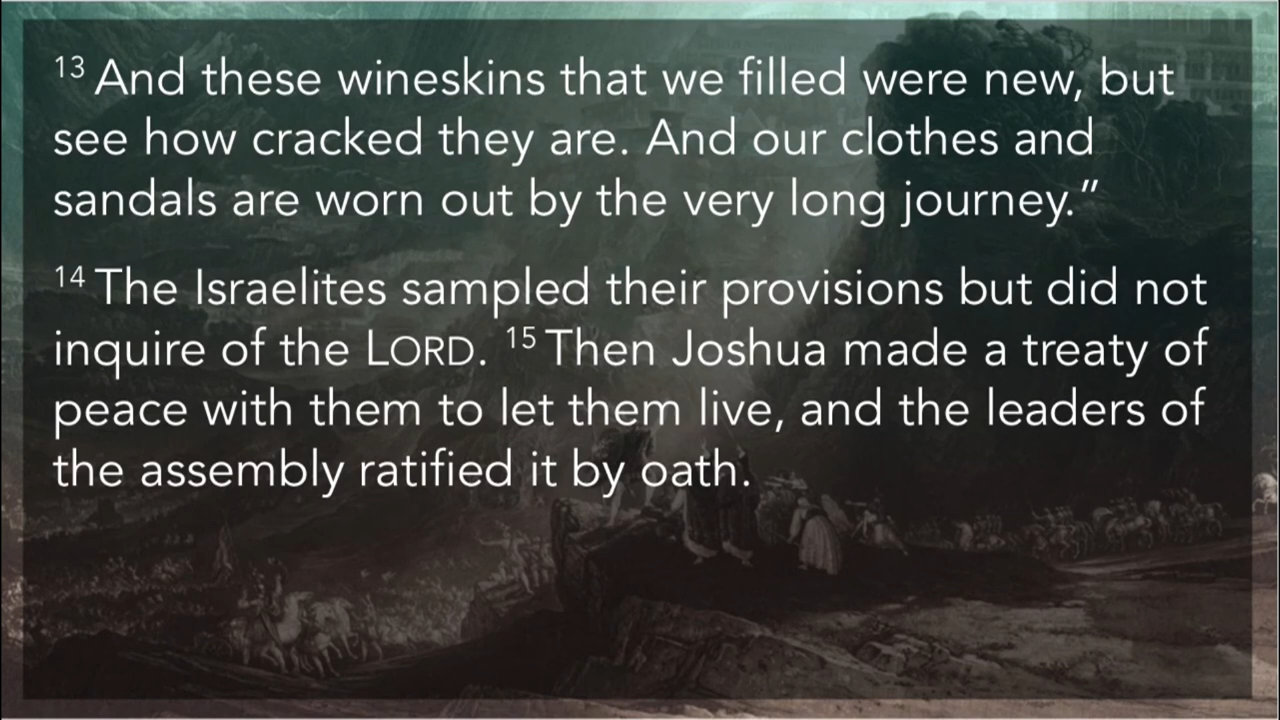 13 And these wineskins that we filled were new, but
see how cracked they are. And our clothes and
sandals are worn out by the very long journey.”
14 The Israelites sampled their provisions but did not
inquire of the LORD. 15 Then Joshua made a treaty of
peace with them to let them live, and the leaders of
the assembly ratified it by oath.